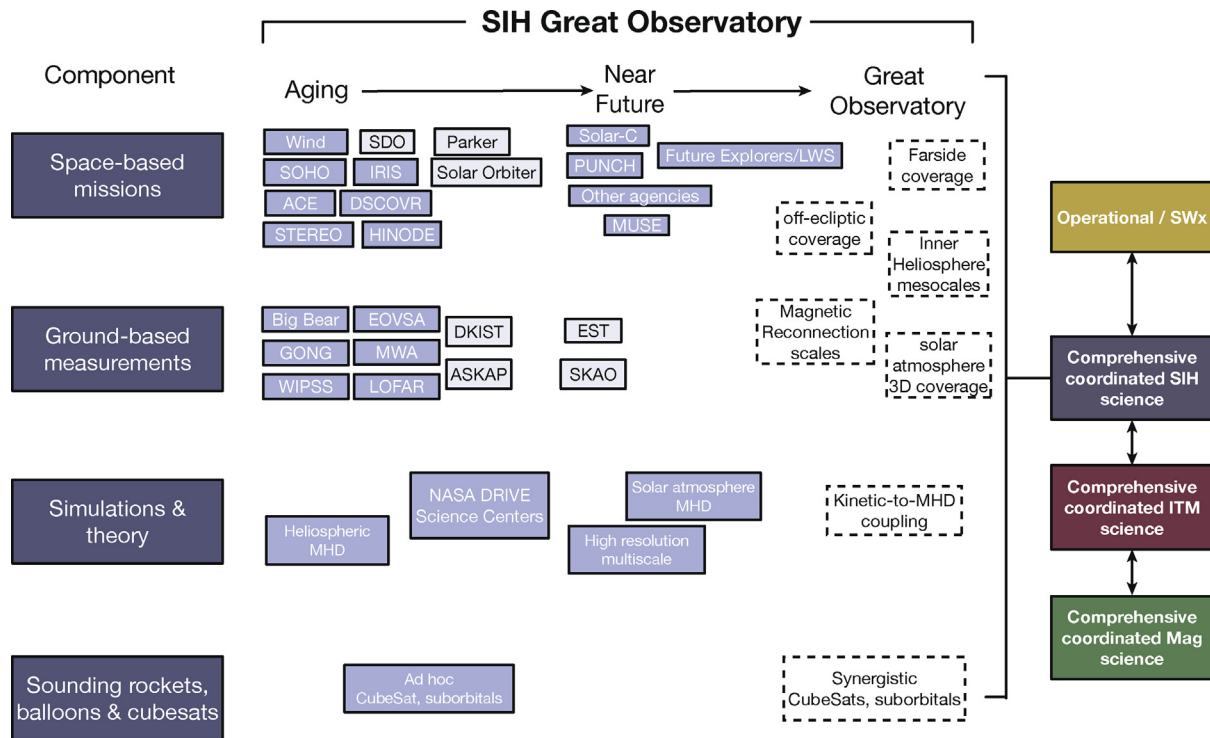 SIH Great Observatory
Component
Aging
Near
Future
Great
Observatory
Space-based
missions
Wind
SDO
Parker
SOHO
IRIS
Solar Orbiter
ACE
DSCOVR
STEREO
HINODE
Solar-C
PUNCH
Future Explorers/LWS
Other agencies
MUSE
Farside
coverage
off-ecliptic
coverage
Inner
Heliosphere
mesocales
Ground-based
measurements
Big Bear
EOVSA
DKIST
GONG
MWA
WIPSS
LOFAR
ASKAP
EST
SKAO
Magnetic
Reconnection
scales
solar
atmosphere
3D coverage
Simulations &
theory
Heliospheric
MHD
NASA DRIVE
Science Centers
Solar atmosphere
MHD
High resolution
multiscale
Kinetic-to-MHD
coupling
Sounding rockets,
balloons & cubesats
Ad hoc
CubeSat, suborbitals
Synergistic
CubeSats, suborbitals
Operational / SWx
Comprehensive
coordinated SIH
science
Comprehensive
coordinated ITM
science
Comprehensive
coordinated Mag
science